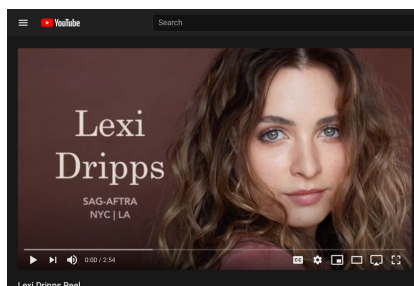 YouTube
Search
Lexi
Dripps
SAG-AFTRA
NYC | LA
0:00 / 2:54
CC
Lexi Dripps Reel